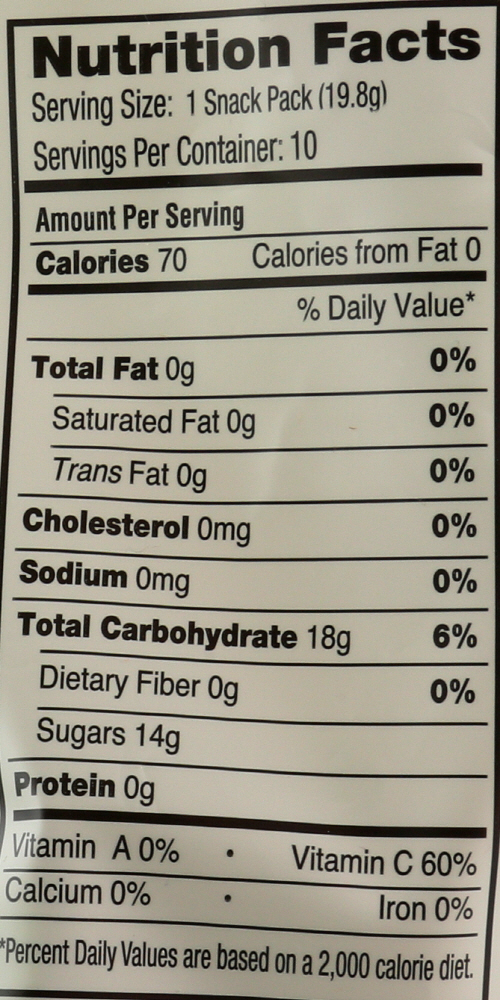 Nutrition Facts
Serving Size: 1 Snack Pack (19.8g)
Servings Per Container: 10
Amount Per Serving
Calories 70 Calories from Fat 0
% Daily Value*
Total Fat 0g 0%
Saturated Fat 0g 0%
Trans Fat 0g 0%
Cholesterol 0mg 0%
Sodium 0mg 0%
Total Carbohydrate 18g 6%
Dietary Fiber 0g 0%
Sugars 14g
Protein 0g
Vitamin A 0% • Vitamin C 60%
Calcium 0% • Iron 0%
*Percent Daily Values are based on a 2,000 calorie diet.